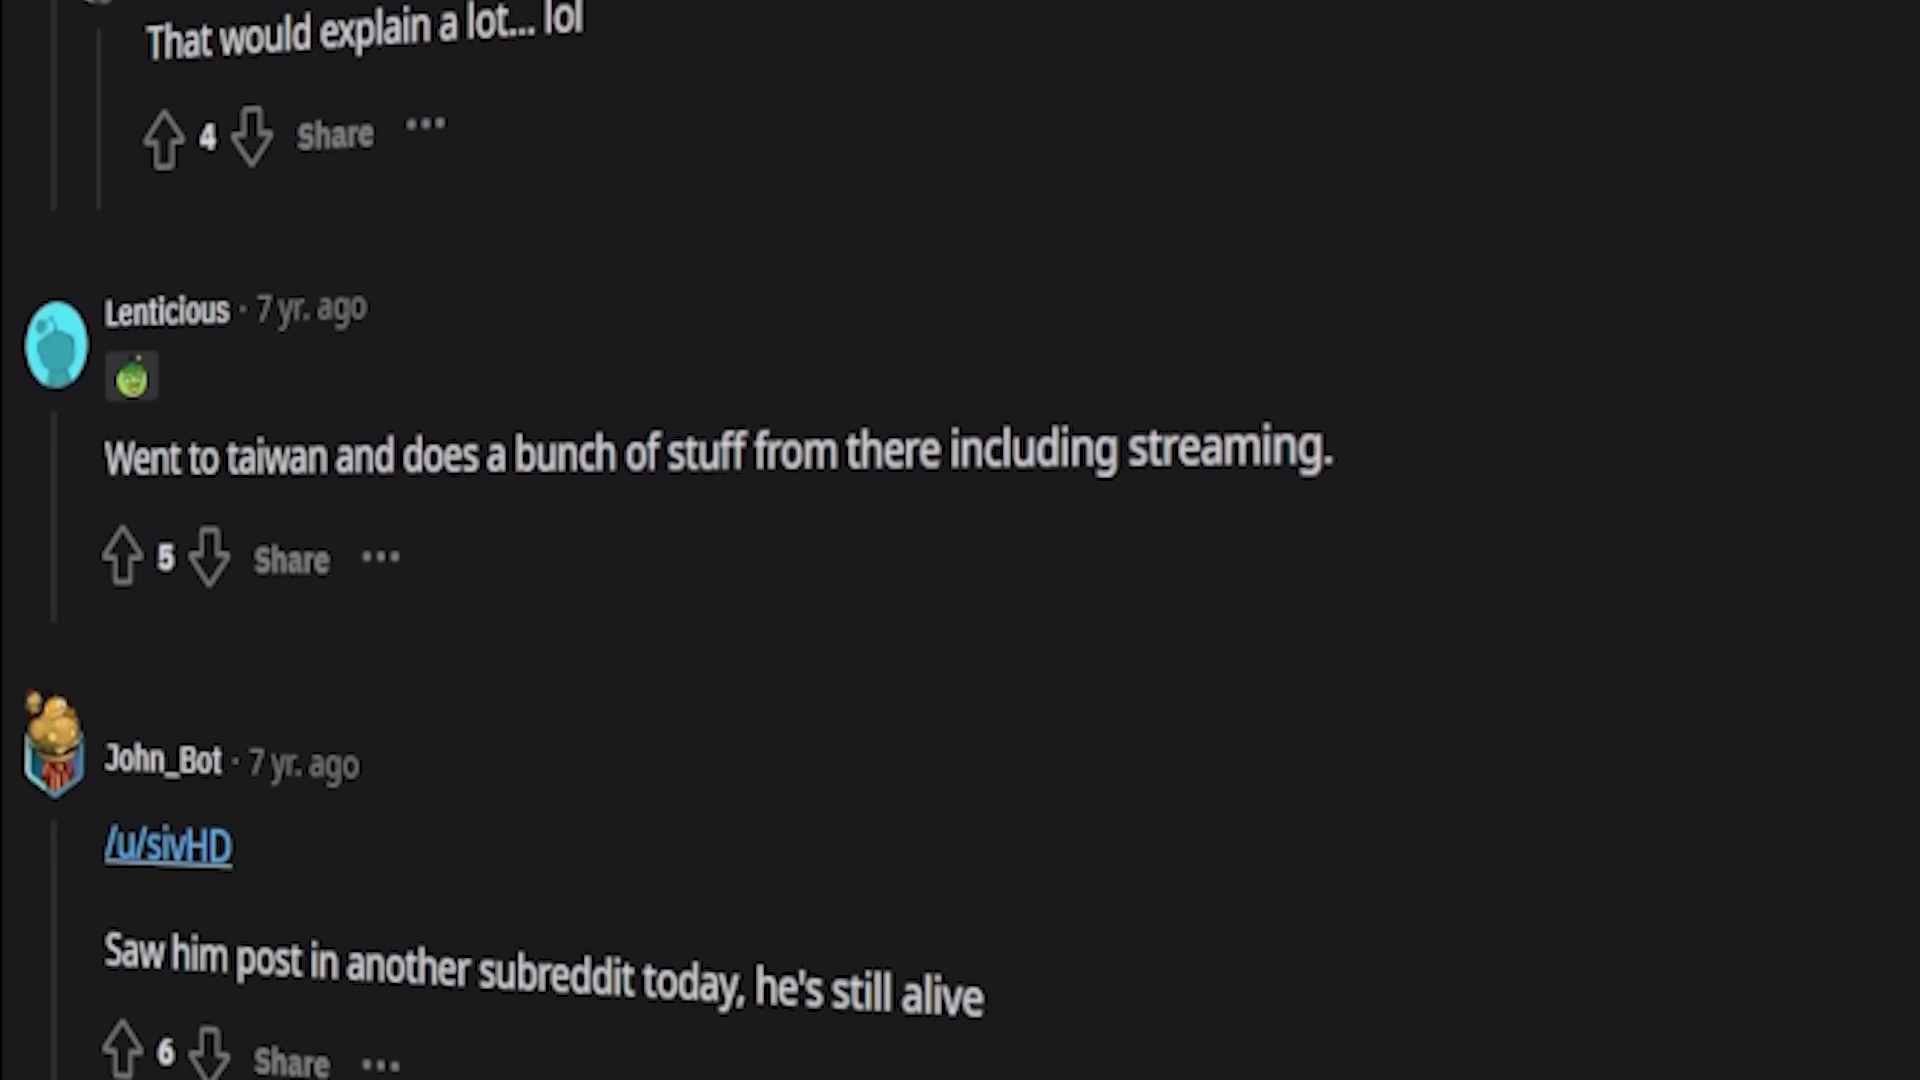 That would explain a lot... lol
4 Share ...
Lenticious · 7 yr. ago
Went to taiwan and does a bunch of stuff from there including streaming.
5 Share ...
John_Bot · 7 yr. ago
/u/sivHD
Saw him post in another subreddit today, he's still alive
6 Share ...